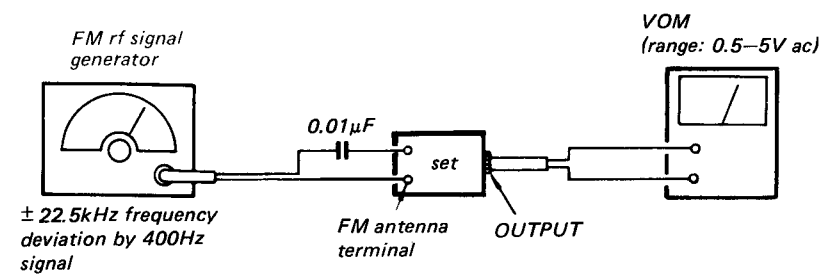 FM rf signal
generator
VOM
(range: 0.5—5V ac)
0.01μF
set
± 22.5kHz frequency
deviation by 400Hz
signal
FM antenna
terminal
OUTPUT